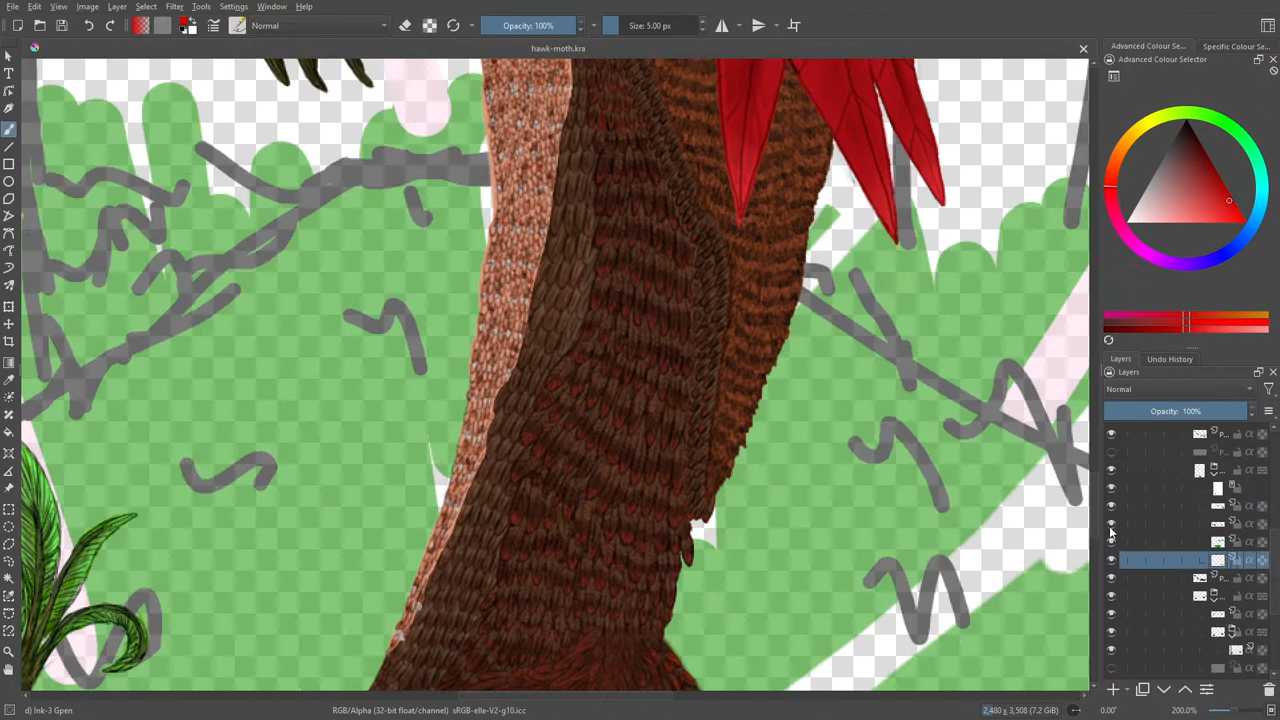 File Edit View Image Layer Select Filter Tools Settings Window Help
Normal Opacity: 100% Size: 5.00 px
hawk-moth.kra
Advanced Colour Se... Specific Colour Se...
Advanced Colour Selector
Layers Undo History
Layers
Normal
Opacity: 100%
P...
P...
...
P...
...
d) Ink-3 Gpen RGB/Alpha (32-bit float/channel) sRGB-elle-V2-g10.icc 2,480 x 3,508 (7.2 GiB) 0.00° 200.0%